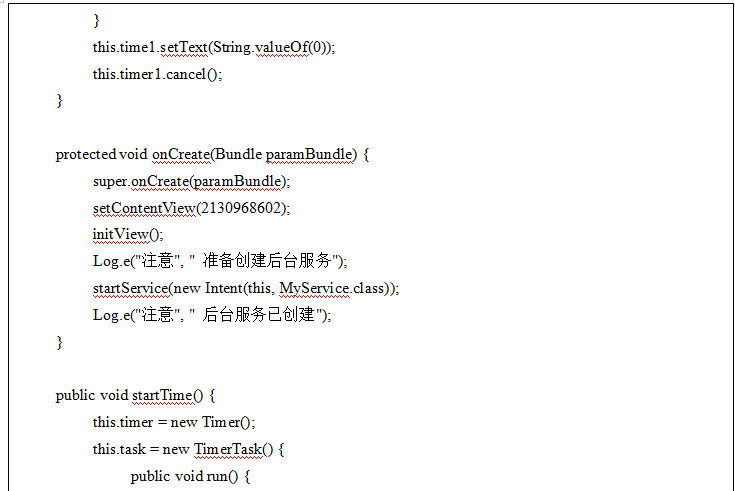 }
this.time1.setText(String.valueOf(0));
this.timer1.cancel();
}
protected void onCreate(Bundle paramBundle) {
super.onCreate(paramBundle);
setContentView(2130968602);
initView();
Log.e("注意", " 准备创建后台服务");
startService(new Intent(this, MyService.class));
Log.e("注意", " 后台服务已创建");
}
public void startTime() {
this.timer = new Timer();
this.task = new TimerTask() {
public void run() {